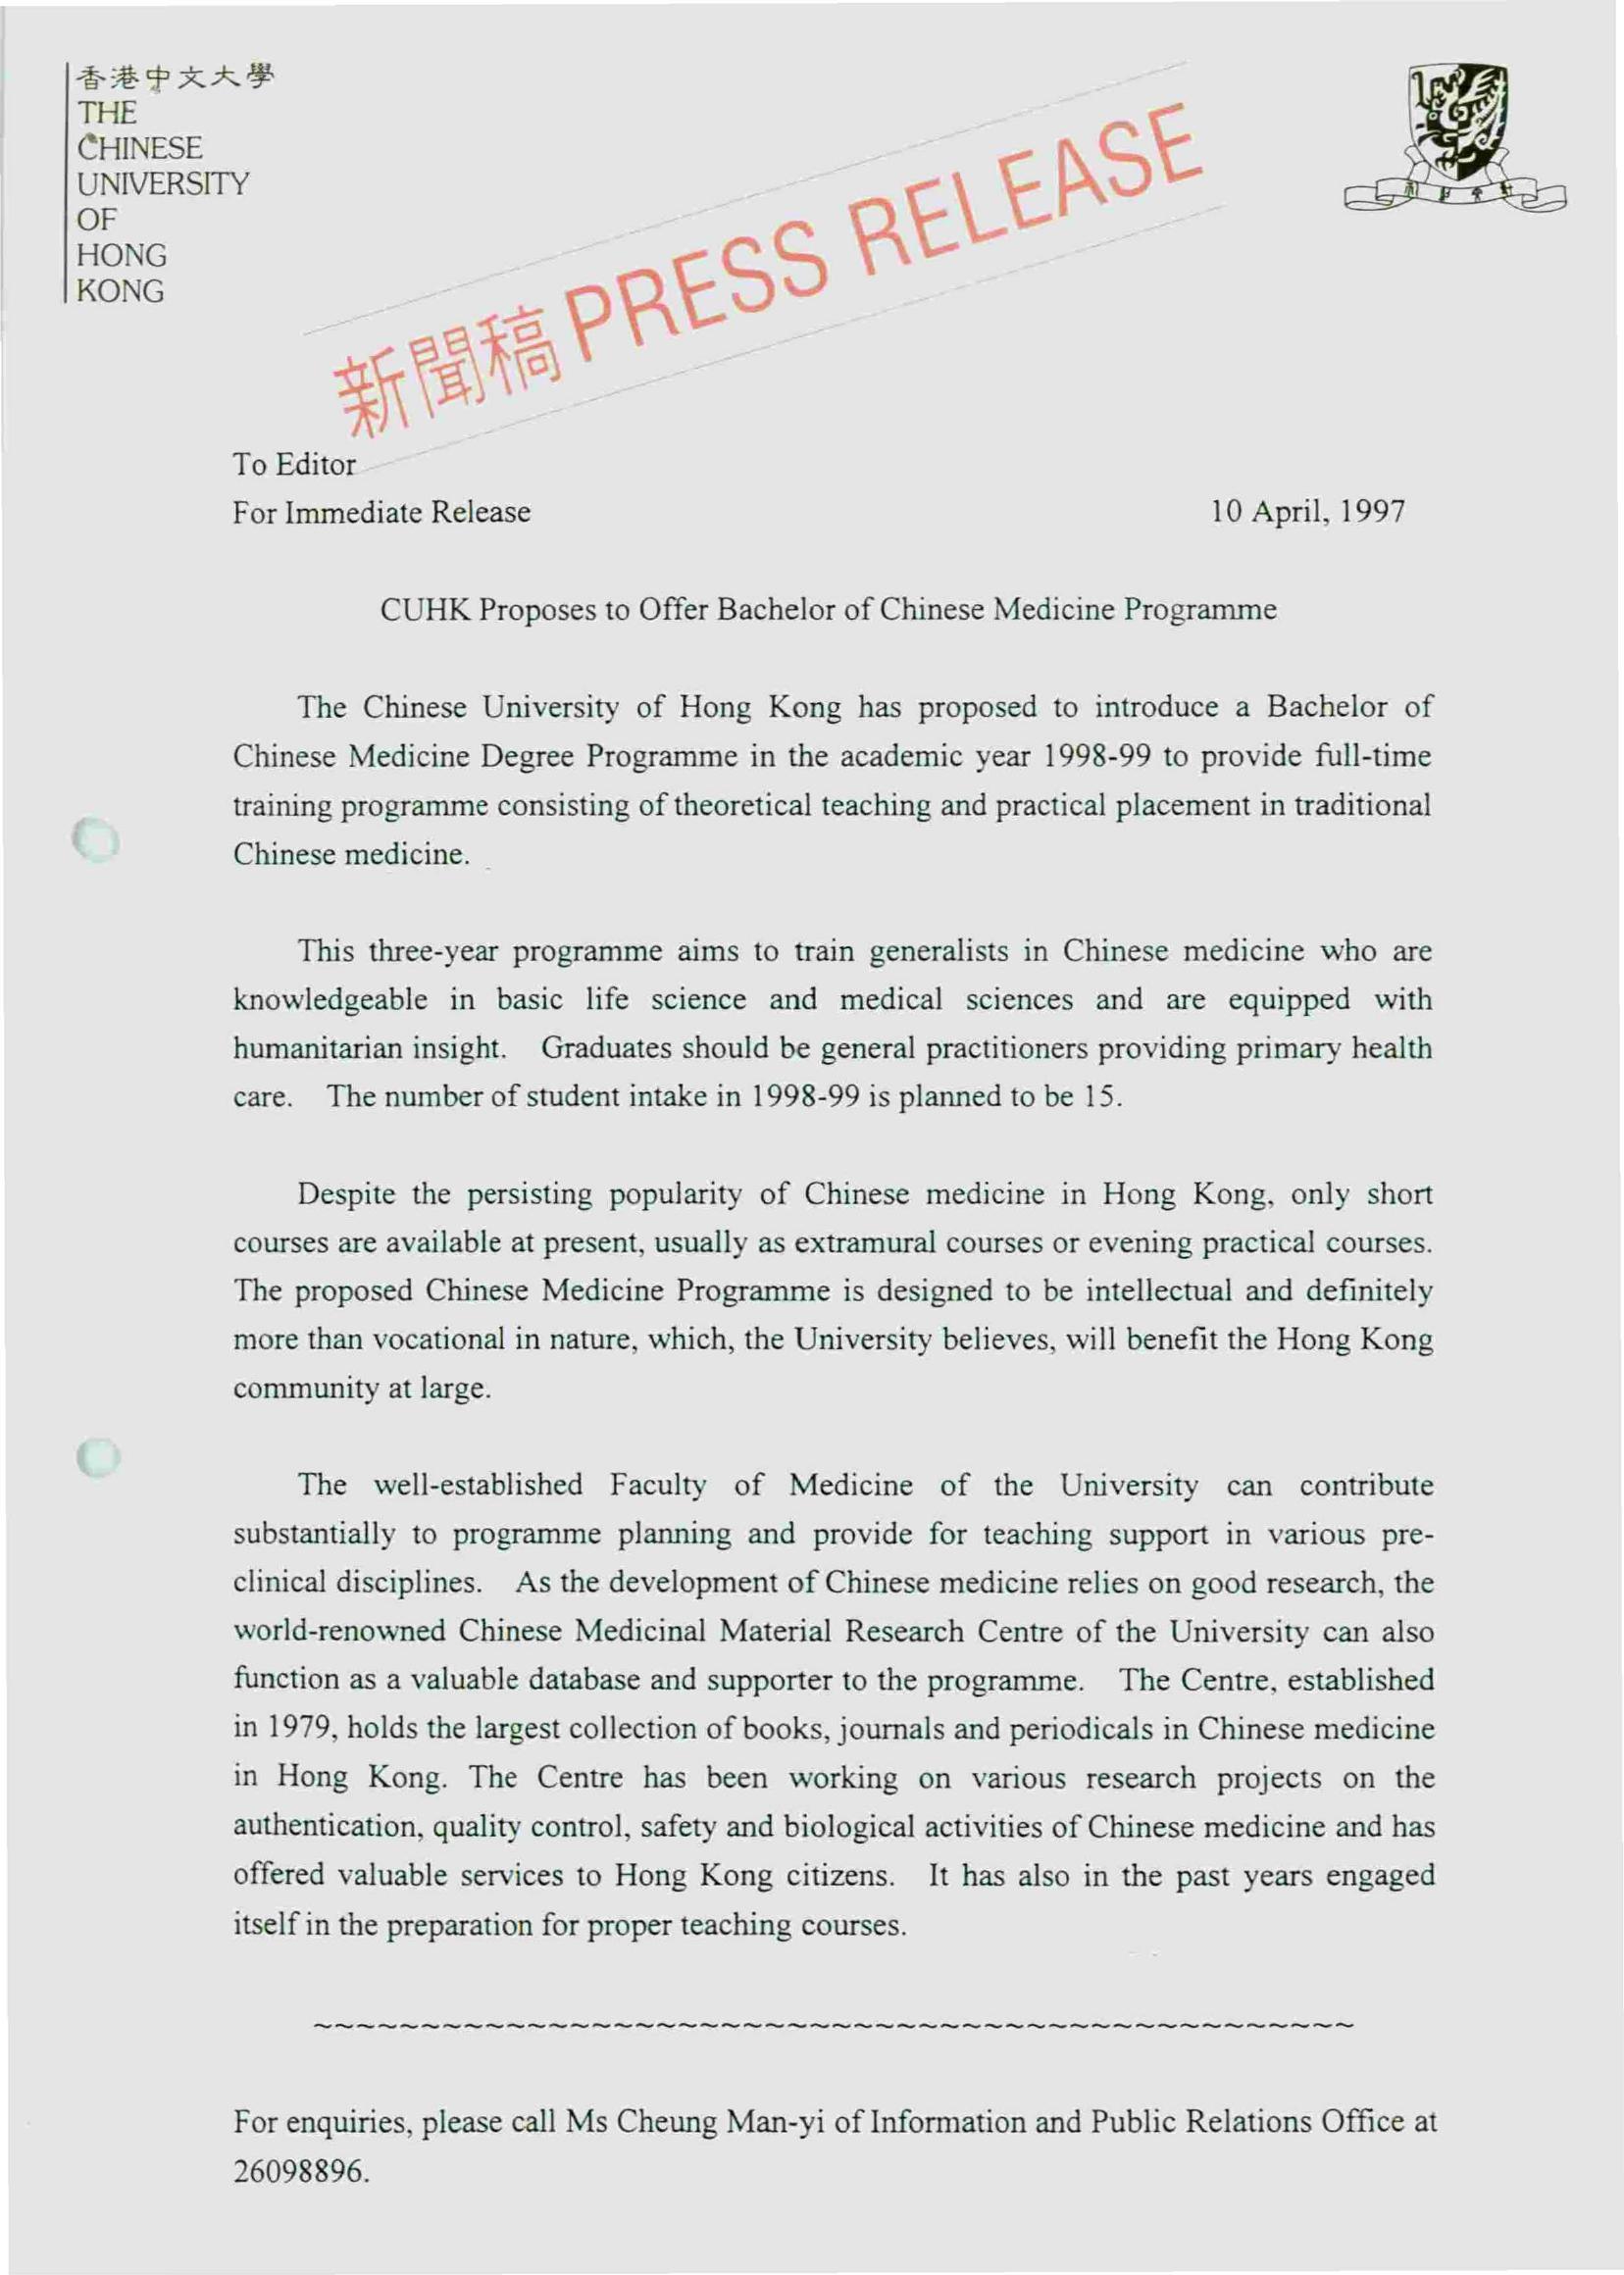 香港中文大學
THE
CHINESE
UNIVERSITY
OF
HONG
KONG
新聞稿 PRESS RELEASE
To Editor
For Immediate Release 10 April, 1997
CUHK Proposes to Offer Bachelor of Chinese Medicine Programme
The Chinese University of Hong Kong has proposed to introduce a Bachelor of
Chinese Medicine Degree Programme in the academic year 1998-99 to provide full-time
training programme consisting of theoretical teaching and practical placement in traditional
Chinese medicine.
This three-year programme aims to train generalists in Chinese medicine who are
knowledgeable in basic life science and medical sciences and are equipped with
humanitarian insight. Graduates should be general practitioners providing primary health
care. The number of student intake in 1998-99 is planned to be 15.
Despite the persisting popularity of Chinese medicine in Hong Kong, only short
courses are available at present, usually as extramural courses or evening practical courses.
The proposed Chinese Medicine Programme is designed to be intellectual and definitely
more than vocational in nature, which, the University believes, will benefit the Hong Kong
community at large.
The well-established Faculty of Medicine of the University can contribute
substantially to programme planning and provide for teaching support in various pre-
clinical disciplines. As the development of Chinese medicine relies on good research, the
world-renowned Chinese Medicinal Material Research Centre of the University can also
function as a valuable database and supporter to the programme. The Centre, established
in 1979, holds the largest collection of books, journals and periodicals in Chinese medicine
in Hong Kong. The Centre has been working on various research projects on the
authentication, quality control, safety and biological activities of Chinese medicine and has
offered valuable services to Hong Kong citizens. It has also in the past years engaged
itself in the preparation for proper teaching courses.
For enquiries, please call Ms Cheung Man-yi of Information and Public Relations Office at
26098896.